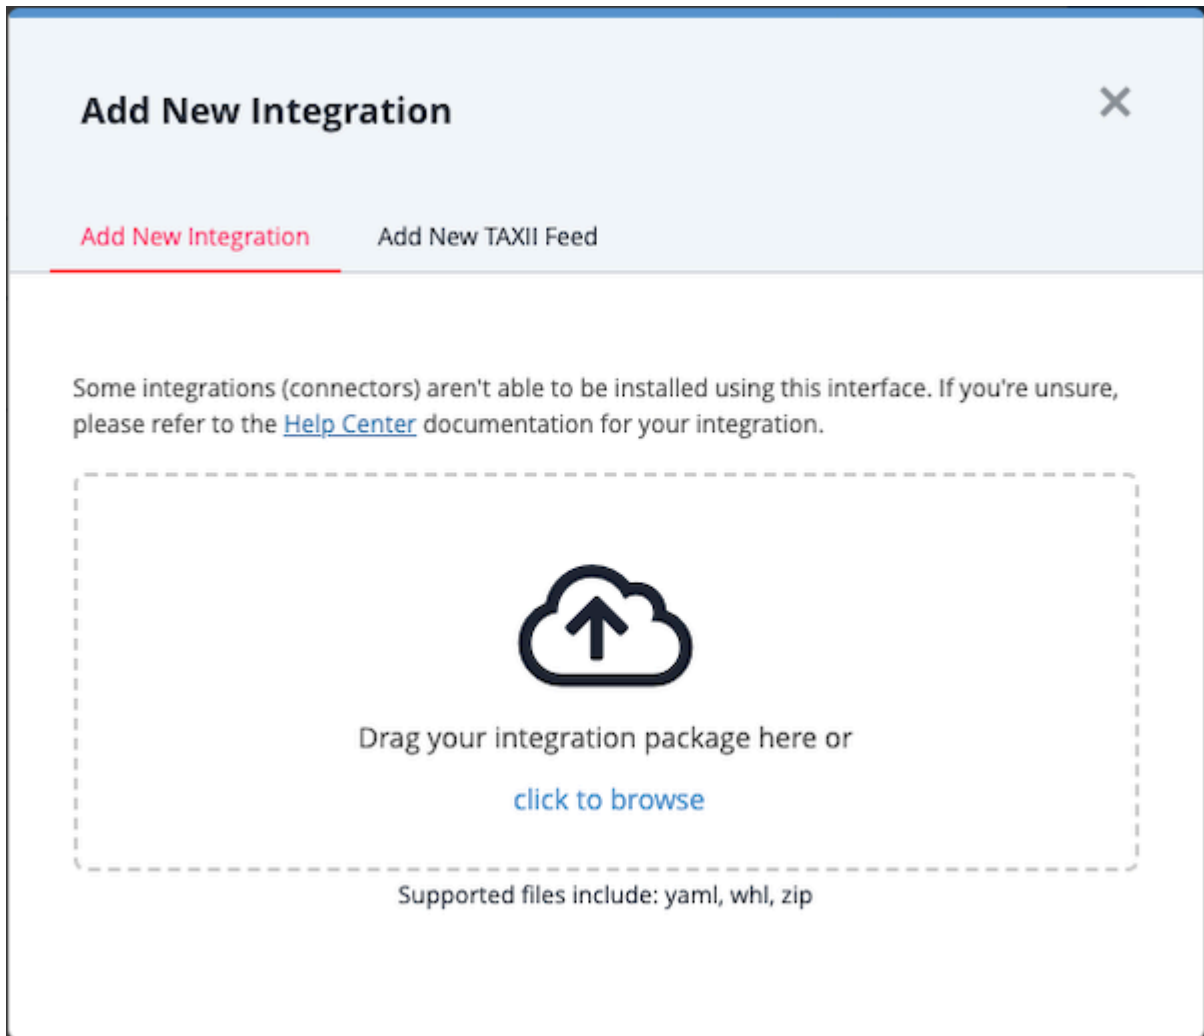 Add New Integration
Add New Integration
Add New TAXII Feed
Some integrations (connectors) aren't able to be installed using this interface. If you're unsure,
please refer to the Help Center documentation for your integration.
Drag your integration package here or
click to browse
Supported files include: yaml, whl, zip